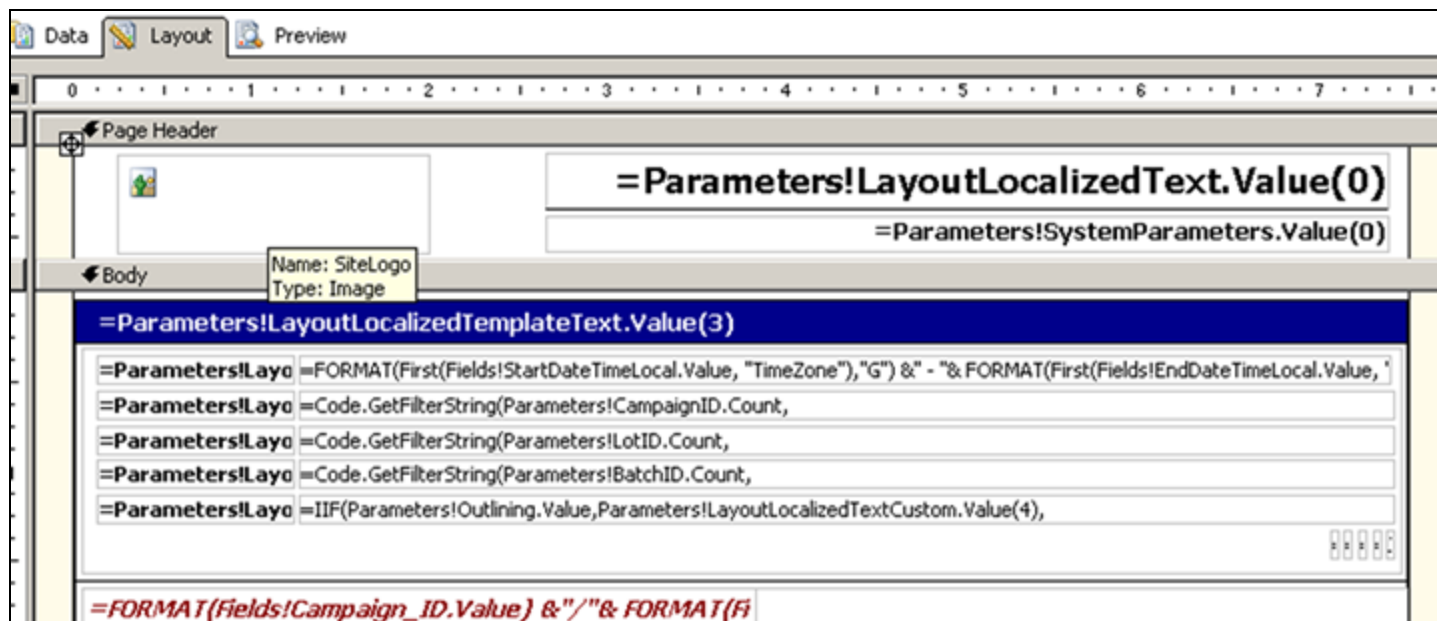 Data Layout Preview
0 1 2 3 4 5 6 7
Page Header
=Parameters!LayoutLocalizedText.Value(0)
=Parameters!SystemParameters.Value(0)
Name: SiteLogo
Type: Image
Body
=Parameters!LayoutLocalizedTemplateText.Value(3)
=Parameters!Layo =FORMAT(First(Fields!StartDateTimeLocal.Value, "TimeZone"),"G") &" - "& FORMAT(First(Fields!EndDateTimeLocal.Value, "
=Parameters!Layo =Code.GetFilterString(Parameters!CampaignID.Count,
=Parameters!Layo =Code.GetFilterString(Parameters!LotID.Count,
=Parameters!Layo =Code.GetFilterString(Parameters!BatchID.Count,
=Parameters!Layo =IIF(Parameters!Outlining.Value,Parameters!LayoutLocalizedTextCustom.Value(4),
=FORMAT(Fields!Campaign_ID.Value) &"/"& FORMAT(Fi